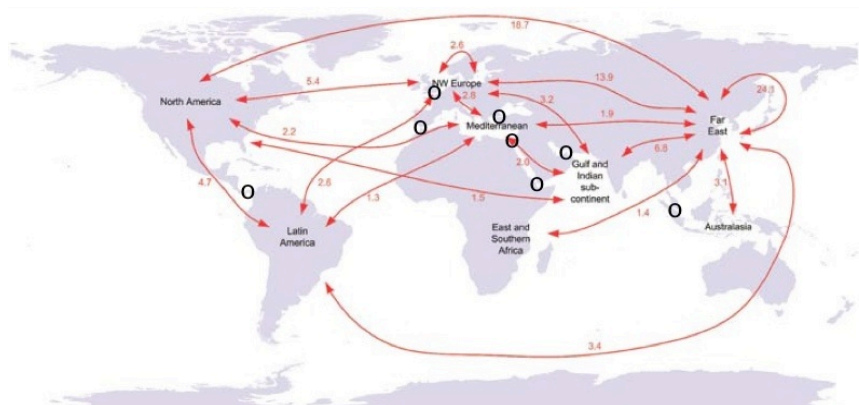 18.7
2.6
5.4
NW Europe
13.9
O
2.8
3.2
24.1
North America
2.2
O
O
Mediterranean
1.9
Far
East
O
O
6.8
2.8
Gulf and
Indian
sub-
continent
4.7
O
2.6
1.3
1.5
O
O
1.4
3.1
Latin
America
East and
Southern
Africa
Australasia
3.4